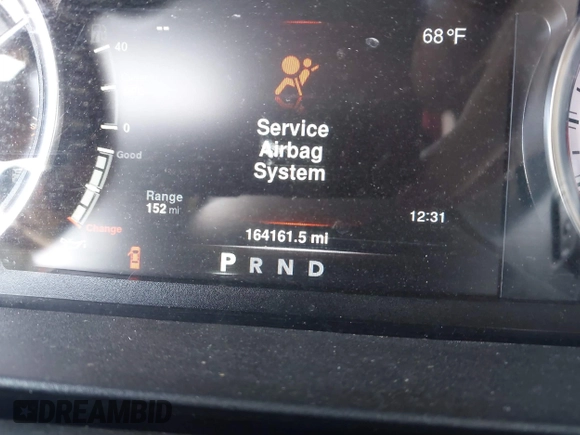 --
68°F
40
0
Service
Airbag
System
Good
Range
152 mi
Change
12:31
164161.5 mi
P R N D
DREAMBID